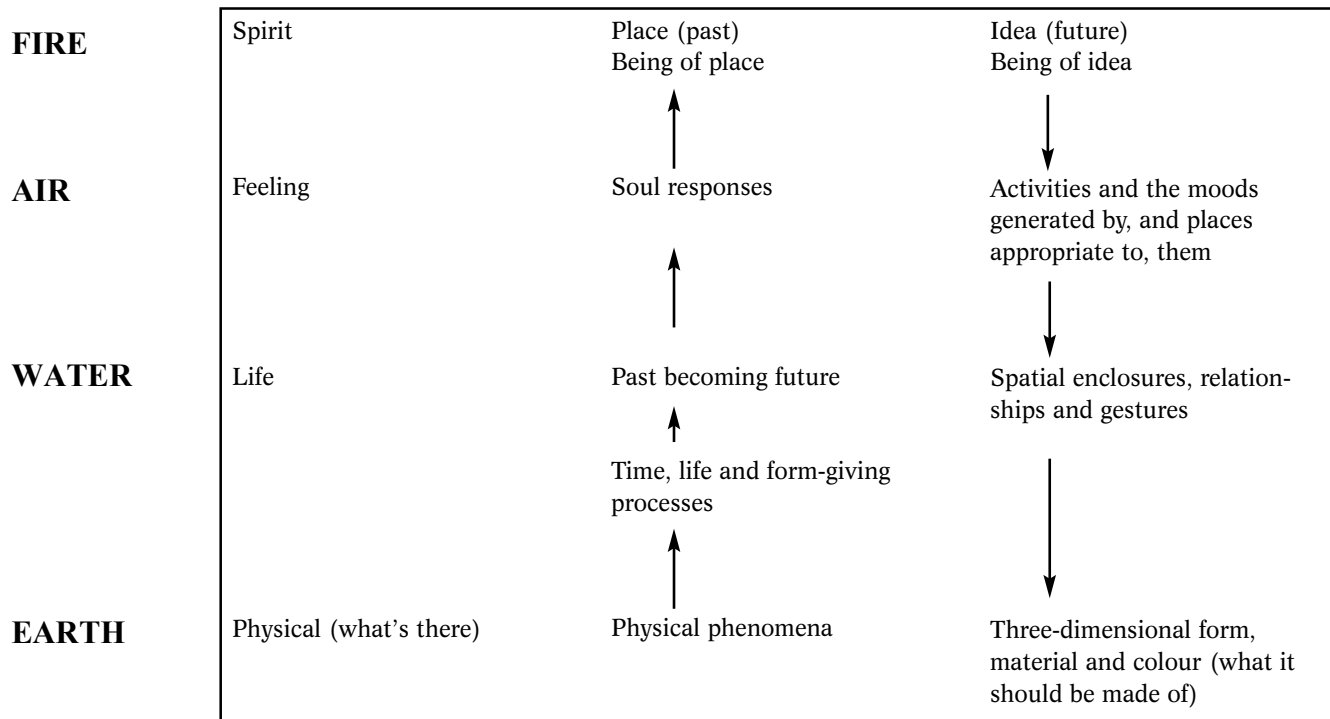 FIRE
Spirit
Place (past)
Being of place
Idea (future)
Being of idea
AIR
Feeling
Soul responses
Activities and the moods
generated by, and places
appropriate to, them
WATER
Life
Past becoming future
Spatial enclosures, relation-
ships and gestures
Time, life and form-giving
processes
EARTH
Physical (what's there)
Physical phenomena
Three-dimensional form,
material and colour (what it
should be made of)